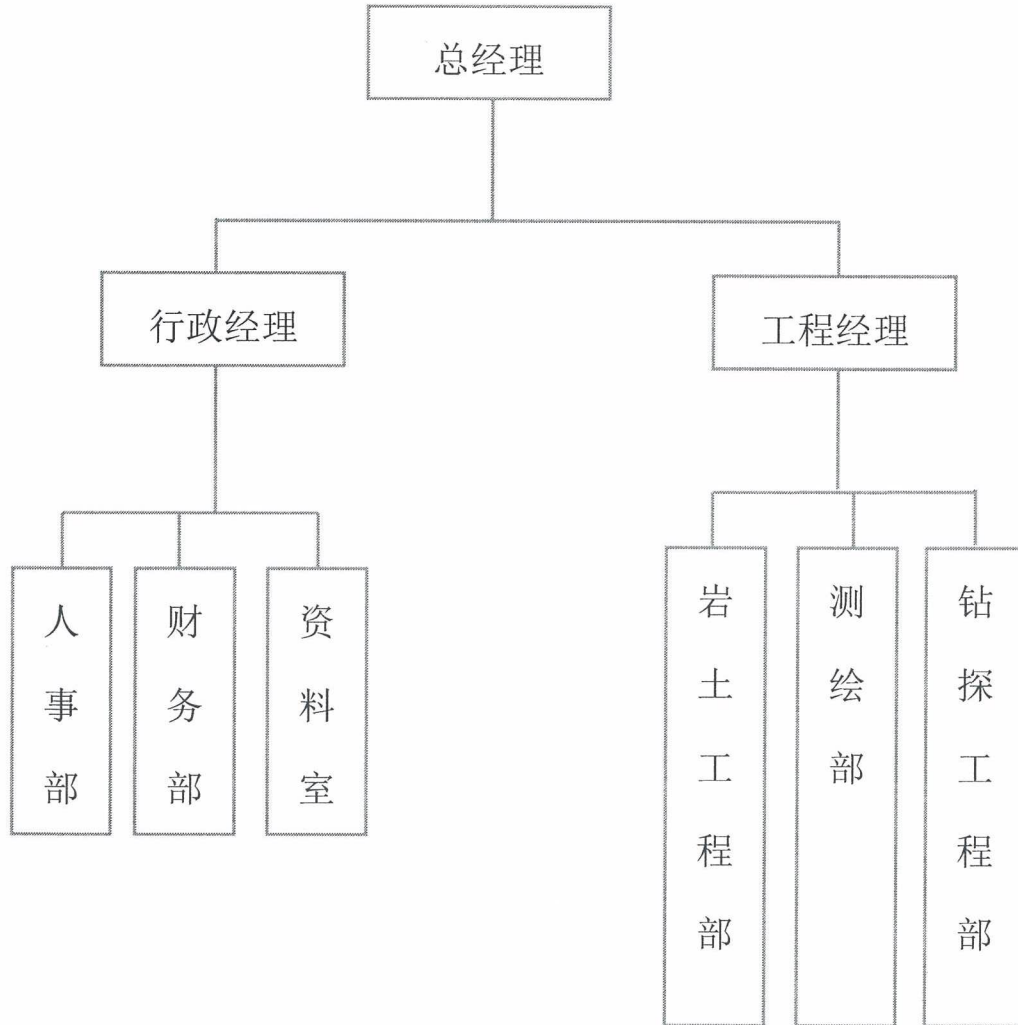 总经理
行政经理
工程经理
人事部
财务部
资料室
岩土工程部
测绘部
钻探工程部